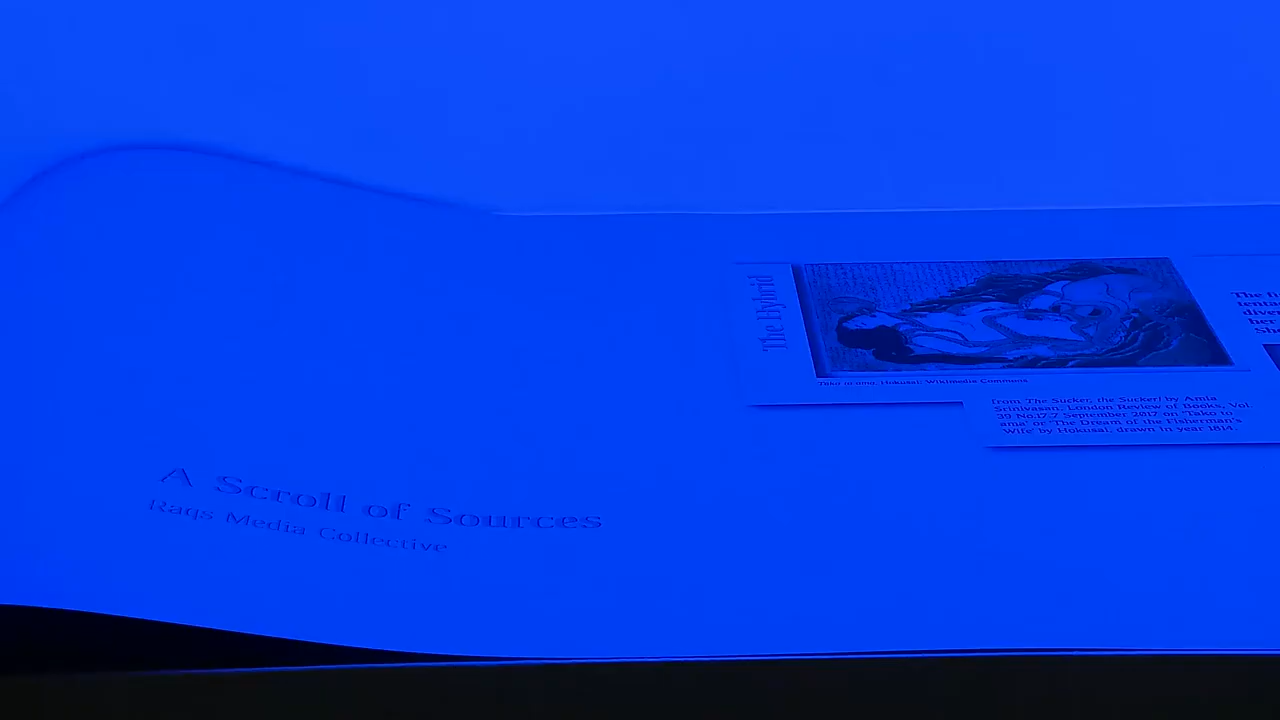 A Scroll of Sources
Raqs Media Collective
The Hybrid
Tako to ama, Hokusai; Wikimedia Commons
from The Sucker, the Sucker! by Amia
Srinivasan, London Review of Books, Vol.
39 No.17,7 September 2017 on 'Tako to
ama' or 'The Dream of the Fisherman's
Wife' by Hokusai, drawn in year 1814.
The
her